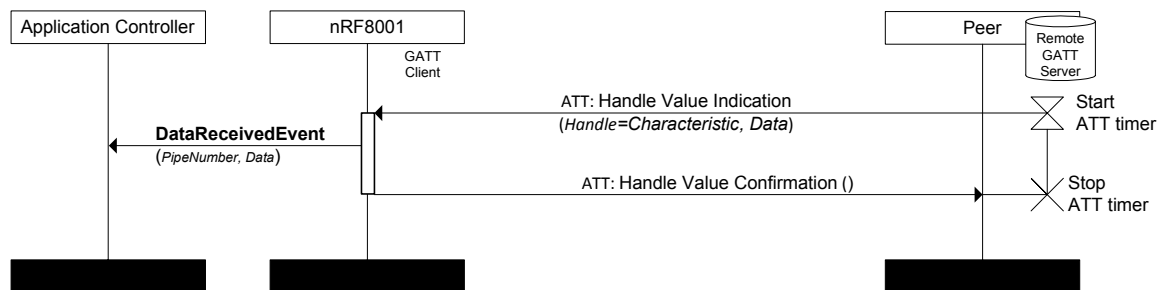 Application Controller
nRF8001
Peer
Remote
GATT
Server
GATT
Client
ATT: Handle Value Indication
(Handle=Characteristic, Data)
Start
ATT timer
DataReceivedEvent
(PipeNumber, Data)
ATT: Handle Value Confirmation ()
Stop
ATT timer